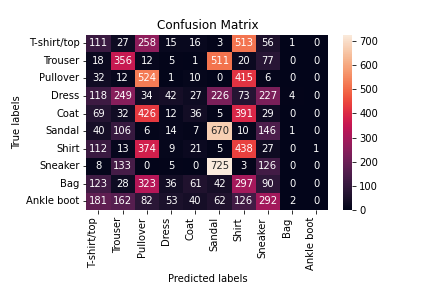 Confusion Matrix
T-shirt/top 111 27 258 15 16 3 513 56 1 0
Trouser 18 356 12 5 1 511 20 77 0 0
Pullover 32 12 524 1 10 0 415 6 0 0
Dress 118 249 34 42 27 226 73 227 4 0
Coat 69 32 426 12 36 5 391 29 0 0
Sandal 40 106 6 14 7 670 10 146 1 0
Shirt 112 13 374 9 21 5 438 27 0 1
Sneaker 8 133 0 5 0 725 3 126 0 0
Bag 123 28 323 36 61 42 297 90 0 0
Ankle boot 181 162 82 53 40 62 126 292 2 0
True labels
T-shirt/top Trouser Pullover Dress Coat Sandal Shirt Sneaker Bag Ankle boot
Predicted labels
700
600
500
400
300
200
100
0